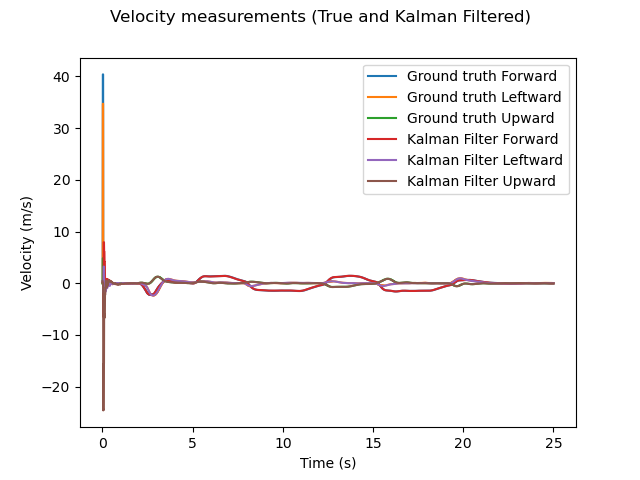 Velocity measurements (True and Kalman Filtered)
Ground truth Forward
Ground truth Leftward
Ground truth Upward
Kalman Filter Forward
Kalman Filter Leftward
Kalman Filter Upward
Velocity (m/s)
40
30
20
10
0
−10
−20
0 5 10 15 20 25
Time (s)